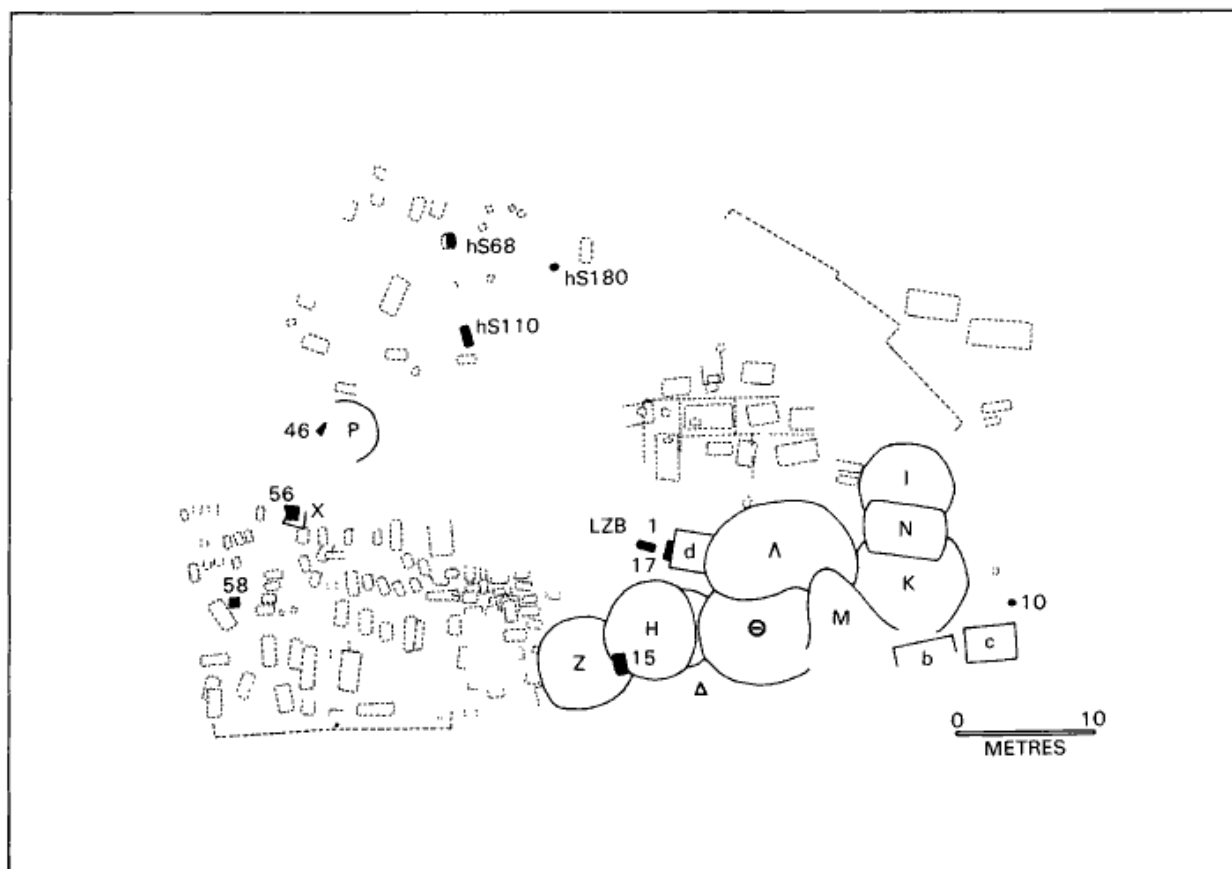 hS68
hS180
hS110
46 P
56 X
58
LZB 1
17 d Λ
I
N
K
10
H Θ M
Z 15
Δ
b c
0 10
METRES